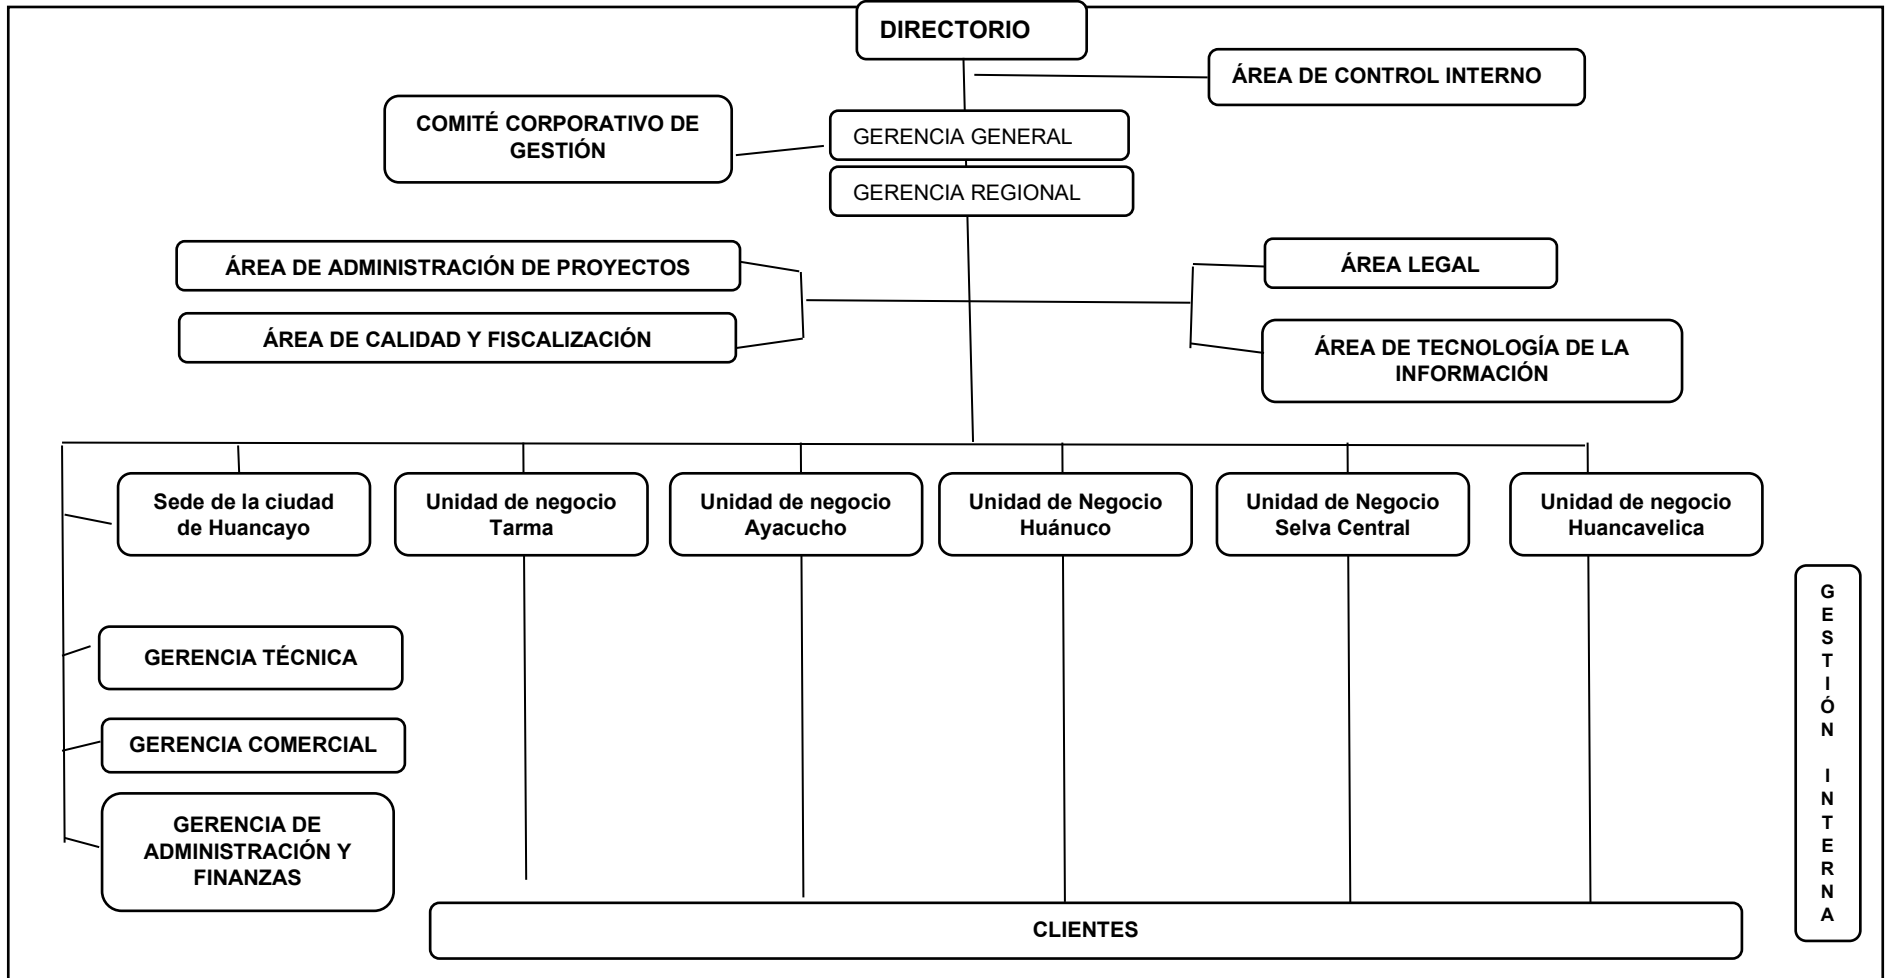 DIRECTORIO
ÁREA DE CONTROL INTERNO
COMITÉ CORPORATIVO DE
GESTIÓN
GERENCIA GENERAL
GERENCIA REGIONAL
ÁREA DE ADMINISTRACIÓN DE PROYECTOS
ÁREA LEGAL
ÁREA DE CALIDAD Y FISCALIZACIÓN
ÁREA DE TECNOLOGÍA DE LA
INFORMACIÓN
Sede de la ciudad
de Huancayo
Unidad de negocio
Tarma
Unidad de negocio
Ayacucho
Unidad de Negocio
Huánuco
Unidad de Negocio
Selva Central
Unidad de negocio
Huancavelica
GERENCIA TÉCNICA
GERENCIA COMERCIAL
GERENCIA DE
ADMINISTRACIÓN Y
FINANZAS
GESTIÓN INTERNA
CLIENTES